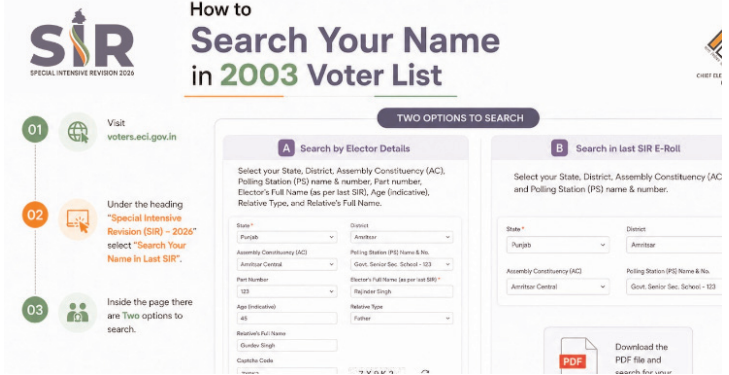 SIR
SPECIAL INTENSIVE REVISION 2026
How to
Search Your Name
in 2003 Voter List
CHIEF ELE
01
Visit
voters.eci.gov.in
02
Under the heading
"Special Intensive
Revision (SIR) – 2026"
select "Search Your
Name in Last SIR".
03
Inside the page there
are Two options to
search.
TWO OPTIONS TO SEARCH
A Search by Elector Details
Select your State, District, Assembly Constituency (AC),
Polling Station (PS) name & number, Part number,
Elector's Full Name (as per last SIR), Age (indicative),
Relative Type, and Relative's Full Name.
State *
District
Punjab
Amritsar
Assembly Constituency (AC)
Polling Station (PS) Name & No.
Amritsar Central
Govt. Senior Sec. School - 123
Part Number
Elector's Full Name (as per last SIR) *
123
Rajinder Singh
Age (Indicative)
Relative Type
45
Father
Relative's Full Name
Gurdev Singh
Captcha Code
B Search in last SIR E-Roll
Select your State, District, Assembly Constituency (AC
and Polling Station (PS) name & number.
State *
District
Punjab
Amritsar
Assembly Constituency (AC)
Polling Station (PS) Name & No.
Amritsar Central
Govt. Senior Sec. School - 123
PDF
Download the
PDF file and
search for your